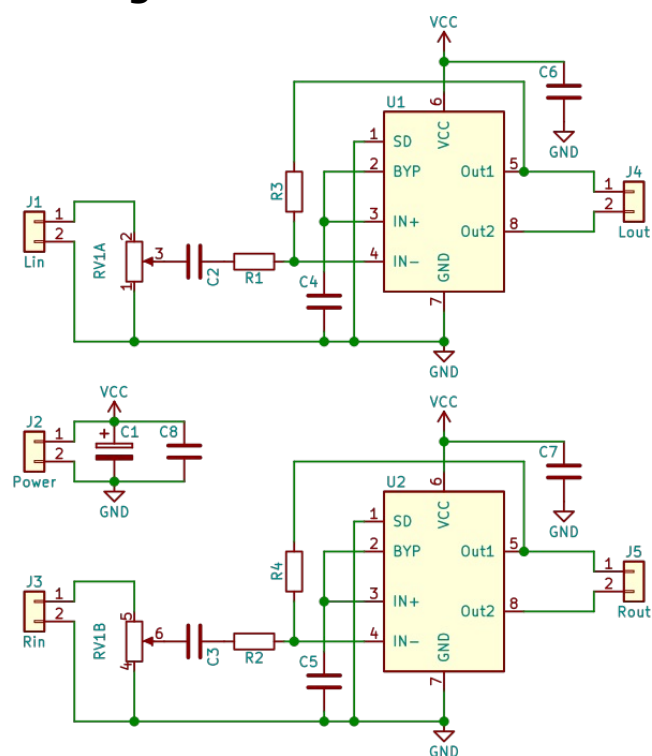 VCC
C6
GND
U1
6
VCC
1
SD
2
BYP
Out1
5
3
IN+
Out2
8
4
IN-
GND
7
GND
R3
J4
1
2
Lout
J1
1
2
Lin
RV1A
2
3
1
C2
R1
C4
J2
1
2
Power
VCC
C1
+
C8
GND
VCC
C7
GND
U2
6
VCC
1
SD
2
BYP
Out1
5
3
IN+
Out2
8
4
IN-
GND
7
GND
R4
J5
1
2
Rout
J3
1
2
Rin
RV1B
5
6
4
C3
R2
C5